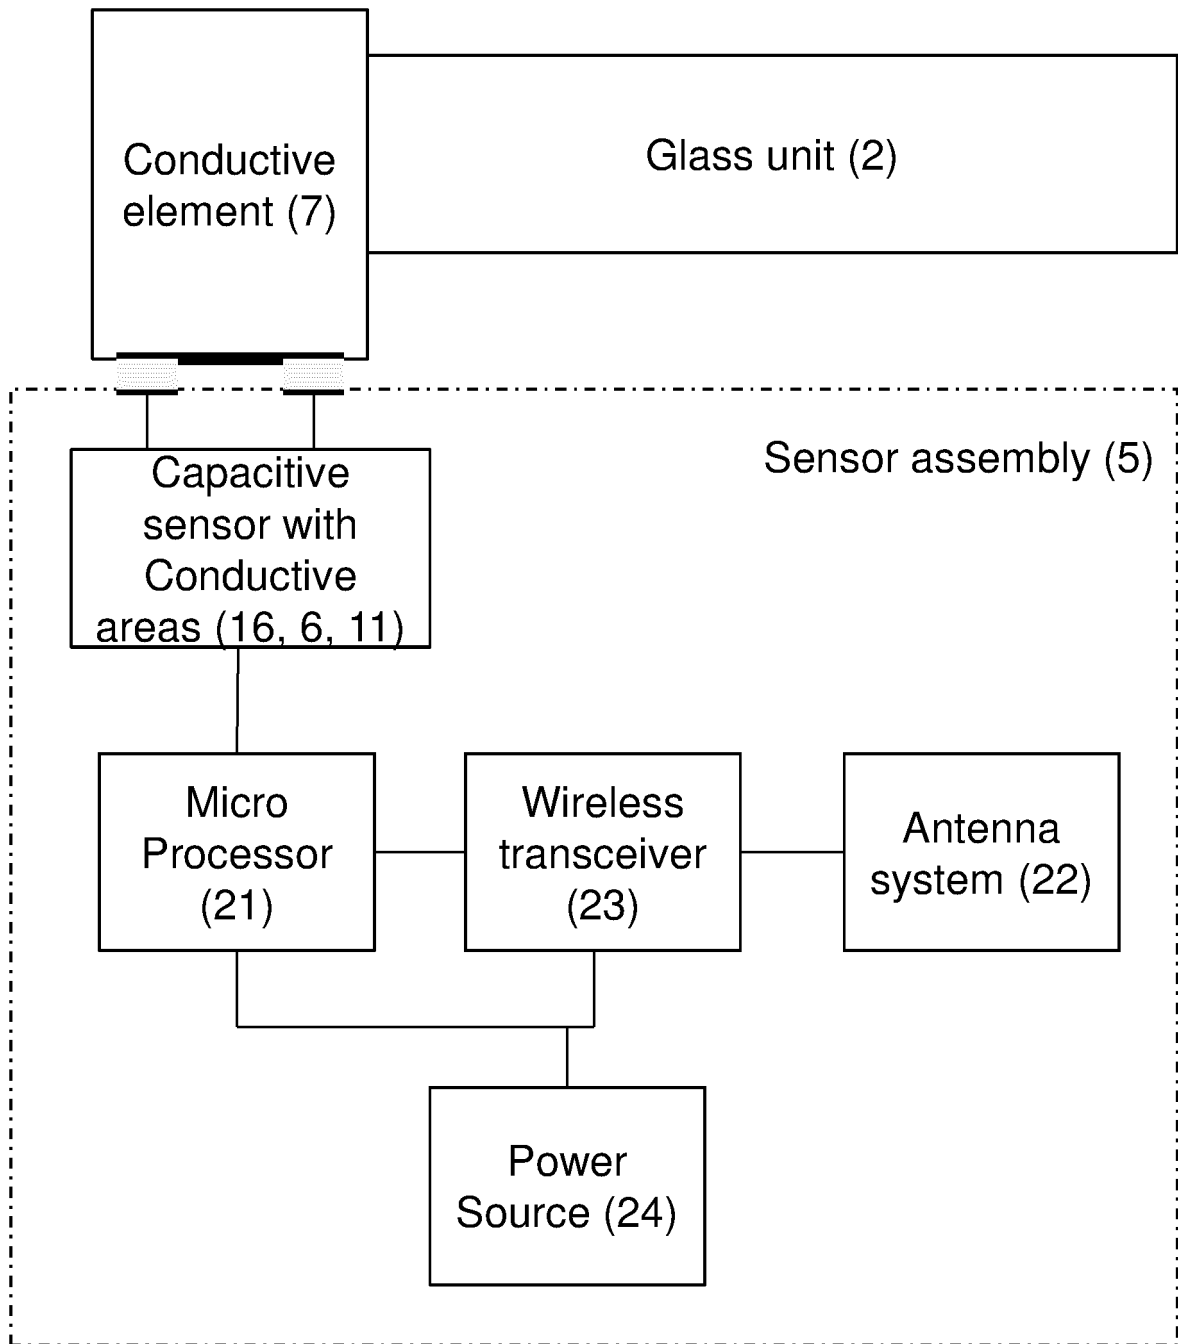 Conductive
element (7)
Glass unit (2)
Sensor assembly (5)
Capacitive
sensor with
Conductive
areas (16, 6, 11)
Micro
Processor
(21)
Wireless
transceiver
(23)
Antenna
system (22)
Power
Source (24)